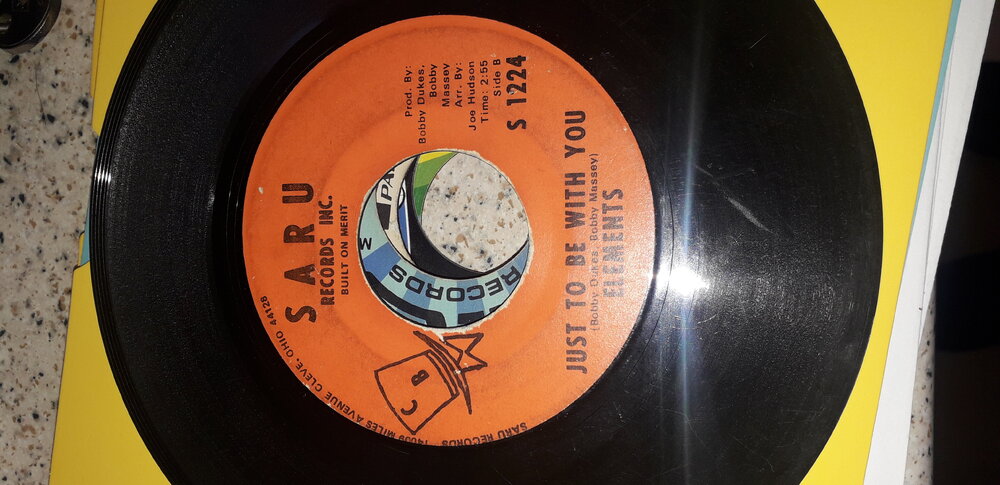 S A R U
RECORDS INC.
BUILT ON MERIT
Prod. By:
Bobby Dukes,
Bobby
Massey
Arr. By:
Joe Hudson
Time: 2:55
Side B
S 1224
PA
M
RECORDS
C B
JUST TO BE WITH YOU
(Bobby Dukes, Bobby Massey)
ELEMENTS
SARU RECORDS 14009 MILES AVENUE CLEVE. OHIO 44128